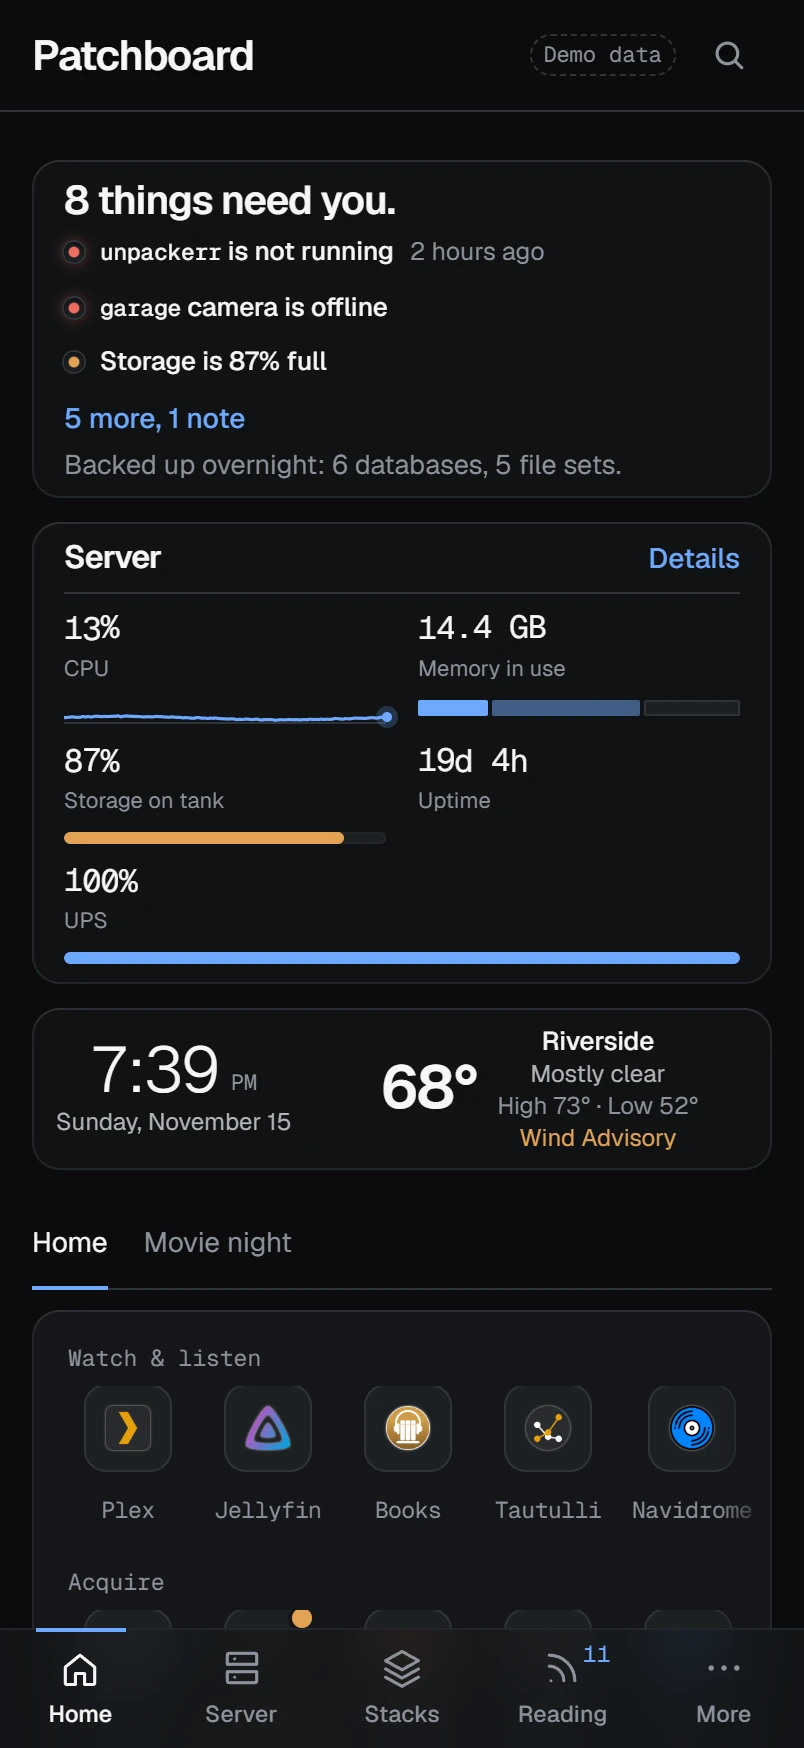 Patchboard
Demo data
8 things need you.
unpackerr is not running 2 hours ago
garage camera is offline
Storage is 87% full
5 more, 1 note
Backed up overnight: 6 databases, 5 file sets.
Server
Details
13%
CPU
14.4 GB
Memory in use
87%
Storage on tank
19d 4h
Uptime
100%
UPS
7:39 PM
Sunday, November 15
68°
Riverside
Mostly clear
High 73° · Low 52°
Wind Advisory
Home
Movie night
Watch & listen
Plex
Jellyfin
Books
Tautulli
Navidrome
Acquire
Home
Server
Stacks
11
Reading
More